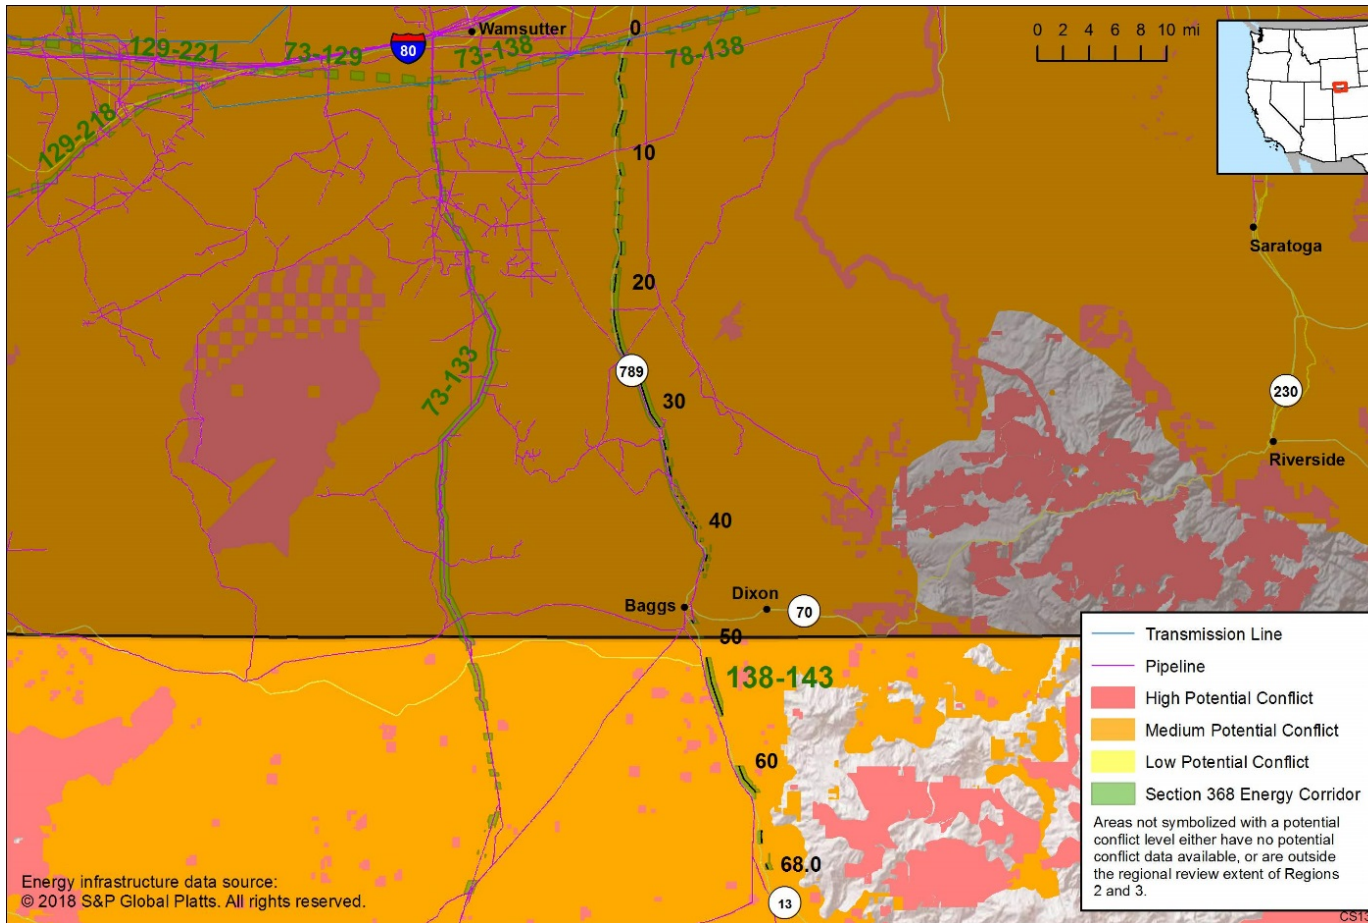 0
Wamsutter
0 2 4 6 8 10 mi
129-221
73-129
80
73-138
78-138
129-218
10
Saratoga
20
73-133
789
30
230
Riverside
40
Baggs
Dixon
70
50
138-143
60
68.0
13
Transmission Line
Pipeline
High Potential Conflict
Medium Potential Conflict
Low Potential Conflict
Section 368 Energy Corridor
Areas not symbolized with a potential
conflict level either have no potential
conflict data available, or are outside
the regional review extent of Regions
2 and 3.
Energy infrastructure data source:
© 2018 S&P Global Platts. All rights reserved.